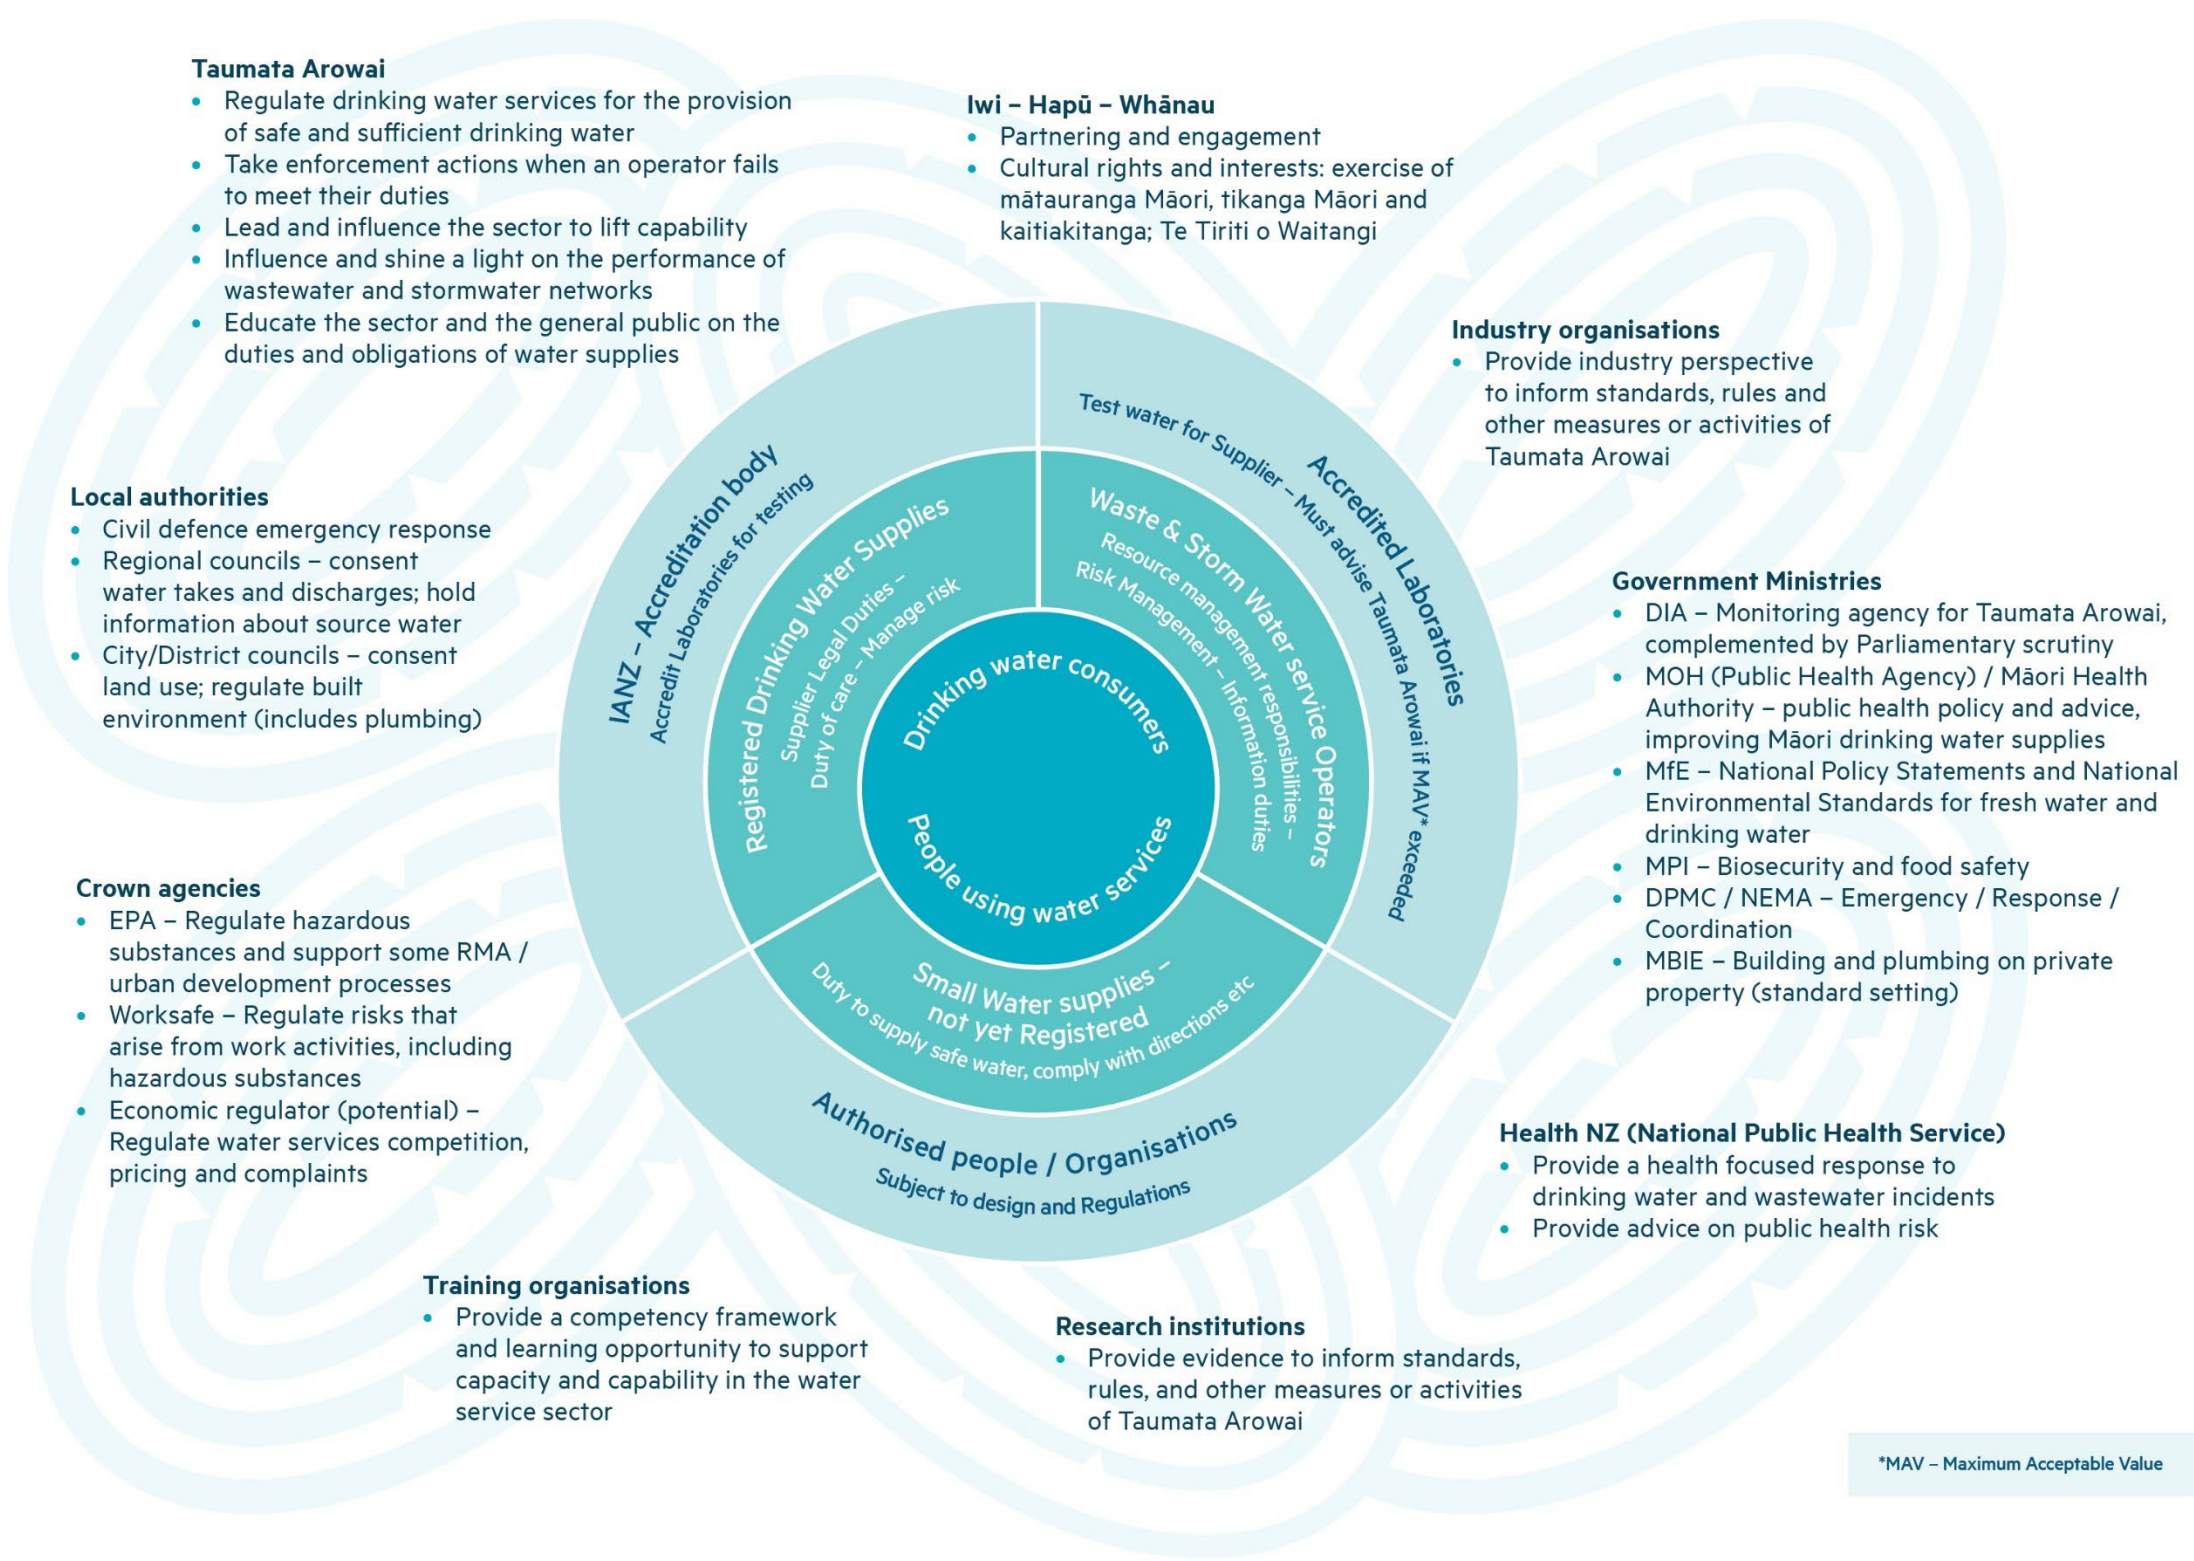 Taumata Arowai
• Regulate drinking water services for the provision
of safe and sufficient drinking water
• Take enforcement actions when an operator fails
to meet their duties
• Lead and influence the sector to lift capability
• Influence and shine a light on the performance of
wastewater and stormwater networks
• Educate the sector and the general public on the
duties and obligations of water supplies
Iwi – Hapū – Whānau
• Partnering and engagement
• Cultural rights and interests: exercise of
mātauranga Māori, tikanga Māori and
kaitiakitanga; Te Tiriti o Waitangi
Industry organisations
• Provide industry perspective
to inform standards, rules and
other measures or activities of
Taumata Arowai
Local authorities
• Civil defence emergency response
• Regional councils – consent
water takes and discharges; hold
information about source water
• City/District councils – consent
land use; regulate built
environment (includes plumbing)
Government Ministries
• DIA – Monitoring agency for Taumata Arowai,
complemented by Parliamentary scrutiny
• MOH (Public Health Agency) / Māori Health
Authority – public health policy and advice,
improving Māori drinking water supplies
• MfE – National Policy Statements and National
Environmental Standards for fresh water and
drinking water
• MPI – Biosecurity and food safety
• DPMC / NEMA – Emergency / Response /
Coordination
• MBIE – Building and plumbing on private
property (standard setting)
IANZ – Accreditation body
Accredit Laboratories for testing
Accredited Laboratories
Test water for Supplier – Must advise Taumata Arowai if MAV* exceeded
Registered Drinking Water Supplies
Supplier Legal Duties –
Duty of care – Manage risk
Waste & Storm Water service Operators
Resource management responsibilities –
Risk Management – Information duties
Drinking water consumers
People using water services
Small Water supplies –
not yet Registered
Duty to supply safe water, comply with directions etc
Authorised people / Organisations
Subject to design and Regulations
Crown agencies
• EPA – Regulate hazardous
substances and support some RMA /
urban development processes
• Worksafe – Regulate risks that
arise from work activities, including
hazardous substances
• Economic regulator (potential) –
Regulate water services competition,
pricing and complaints
Health NZ (National Public Health Service)
• Provide a health focused response to
drinking water and wastewater incidents
• Provide advice on public health risk
Training organisations
• Provide a competency framework
and learning opportunity to support
capacity and capability in the water
service sector
Research institutions
• Provide evidence to inform standards,
rules, and other measures or activities
of Taumata Arowai
*MAV – Maximum Acceptable Value